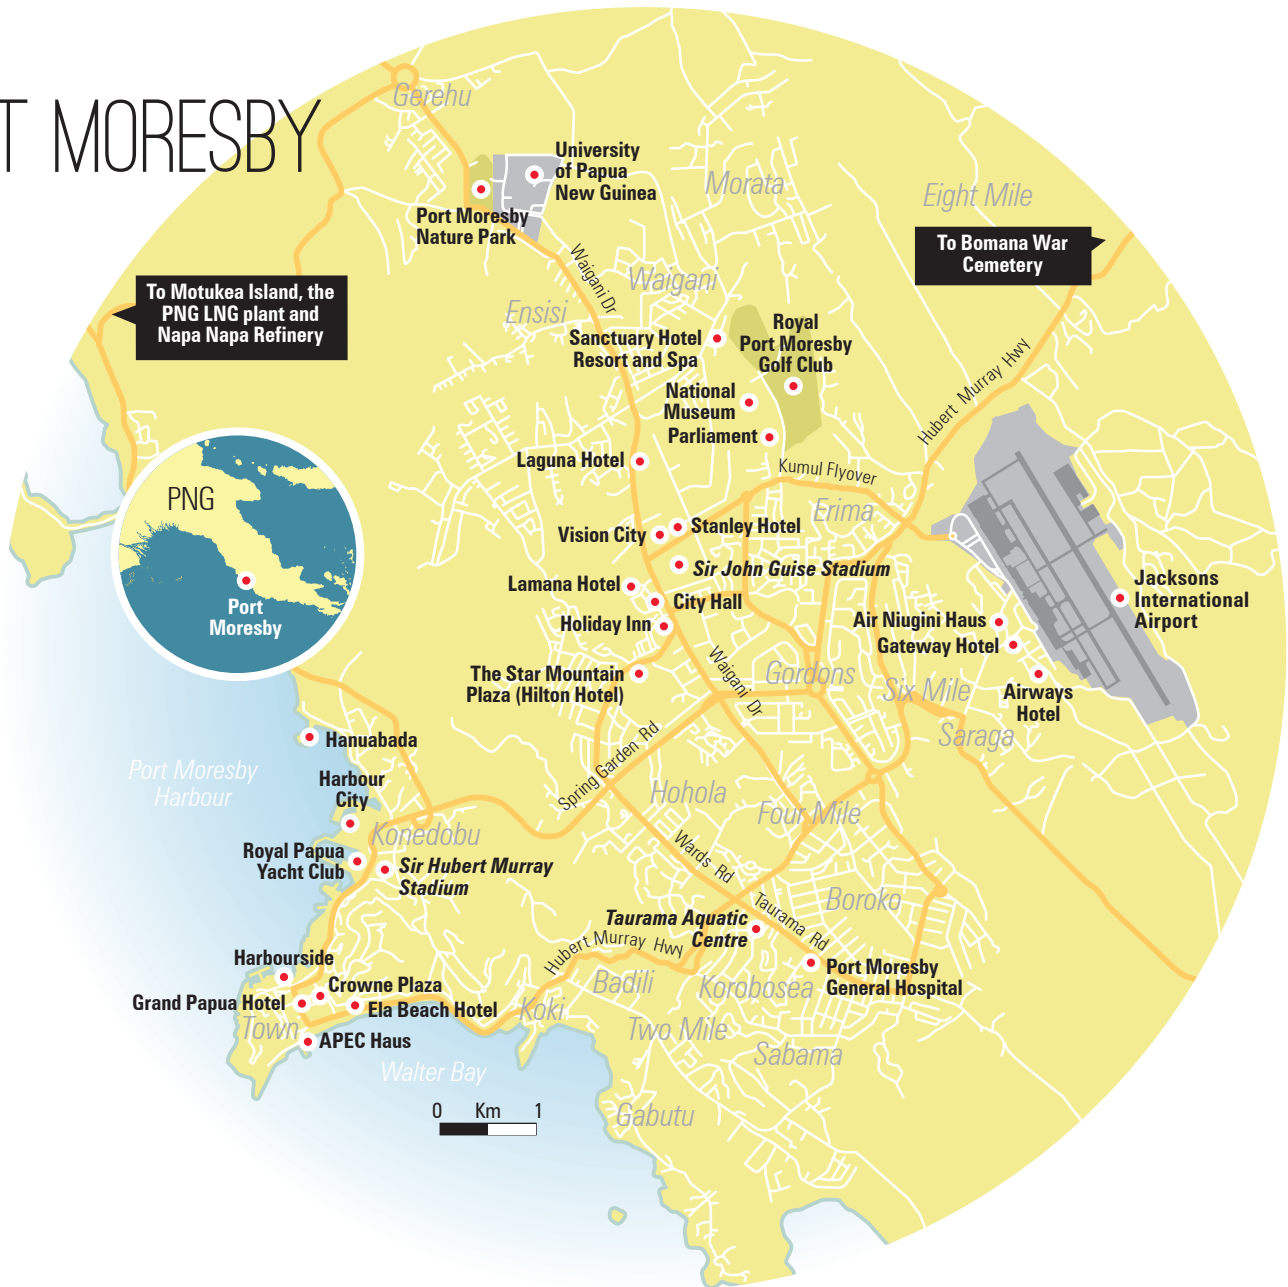 T MORESBY
Gerehu
University
of Papua
New Guinea
Morata
Eight Mile
Port Moresby
Nature Park
To Bomana War
Cemetery
Waigani Dr
Waigani
To Motukea Island, the
PNG LNG plant and
Napa Napa Refinery
Ensisi
Sanctuary Hotel
Resort and Spa
Royal
Port Moresby
Golf Club
Hubert Murray Hwy
National
Museum
Parliament
Laguna Hotel
Kumul Flyover
PNG
Erima
Vision City
Stanley Hotel
Sir John Guise Stadium
Lamana Hotel
City Hall
Port
Moresby
Jacksons
International
Airport
Holiday Inn
Air Niugini Haus
Gateway Hotel
The Star Mountain
Plaza (Hilton Hotel)
Waigani Dr
Gordons
Six Mile
Airways
Hotel
Saraga
Hanuabada
Spring Garden Rd
Port Moresby
Harbour
Harbour
City
Hohola
Four Mile
Konedobu
Royal Papua
Yacht Club
Sir Hubert Murray
Stadium
Wards Rd
Boroko
Taurama Aquatic
Centre
Taurama Rd
Hubert Murray Hwy
Harbourside
Crowne Plaza
Grand Papua Hotel
Ela Beach Hotel
Badili
Korobosea
Port Moresby
General Hospital
Koki
Town
APEC Haus
Two Mile
Sabama
Walter Bay
0 Km 1
Gabutu